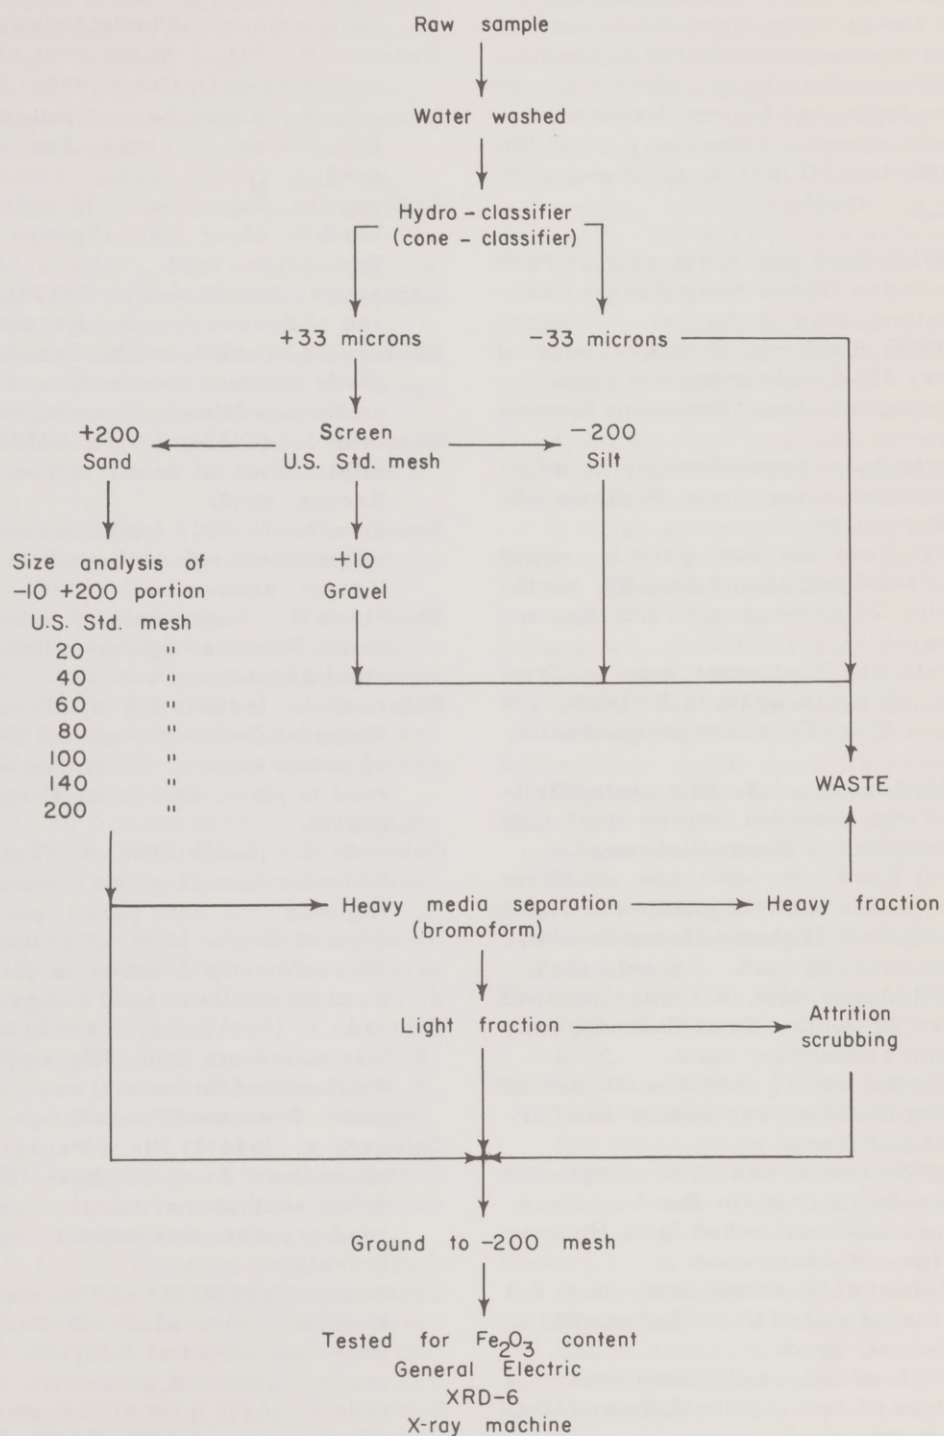 Raw sample
Water washed
Hydro-classifier
(cone-classifier)
+33 microns
-33 microns
+200
Sand
Screen
U.S. Std. mesh
-200
Silt
Size analysis of
-10 +200 portion
U.S. Std. mesh
20 "
40 "
60 "
80 "
100 "
140 "
200 "
+10
Gravel
WASTE
Heavy media separation
(bromoform)
Heavy fraction
Light fraction
Attrition
scrubbing
Ground to -200 mesh
Tested for Fe₂O₃ content
General Electric
XRD-6
X-ray machine